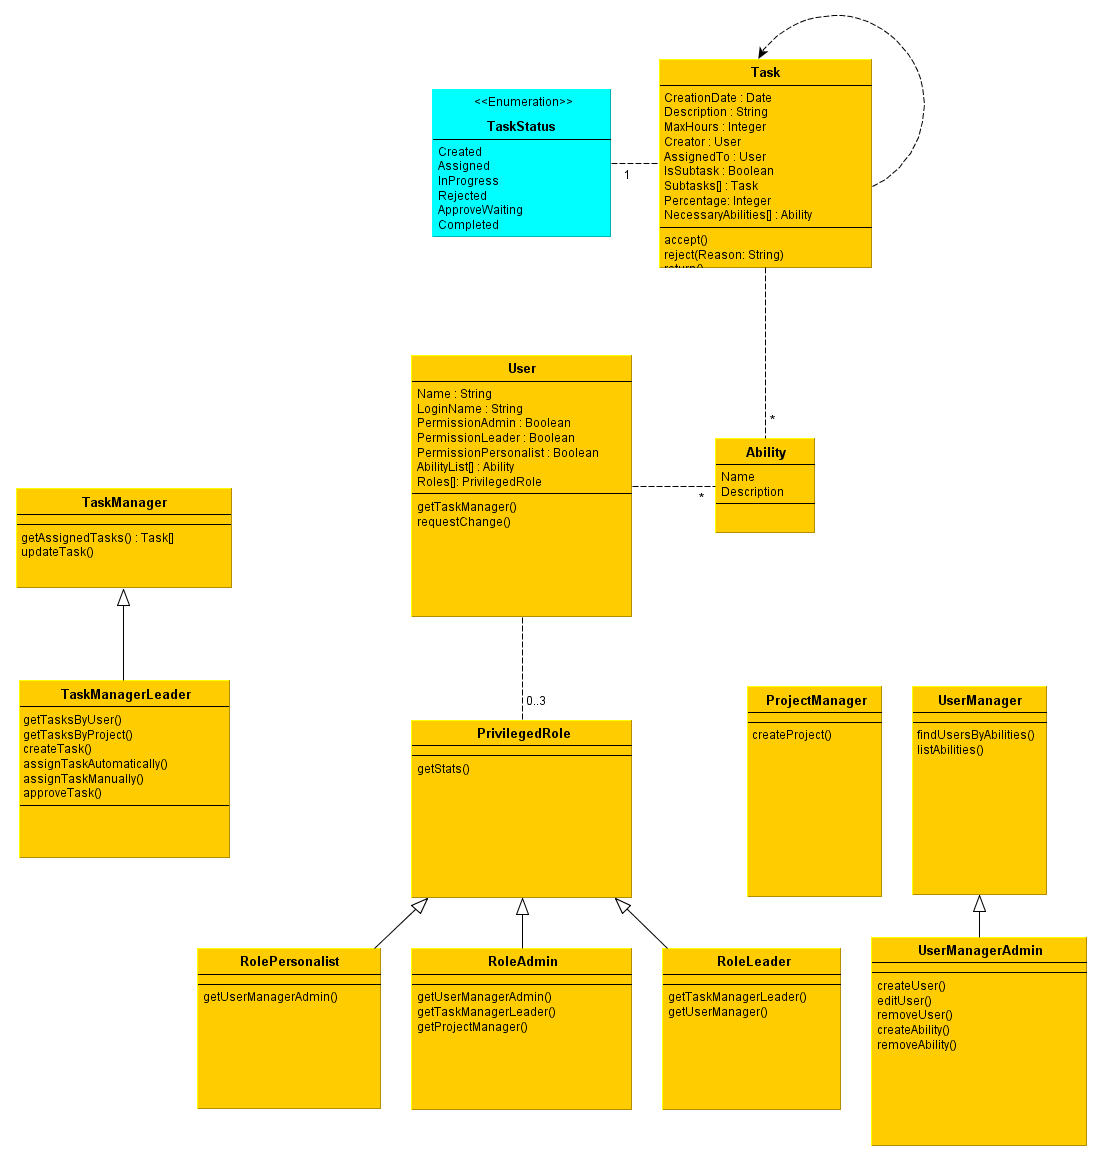 Task
CreationDate : Date
Description : String
MaxHours : Integer
Creator : User
AssignedTo : User
IsSubtask : Boolean
Subtasks[] : Task
Percentage: Integer
NecessaryAbilities[] : Ability
accept()
reject(Reason: String)
return()
<<Enumeration>>
TaskStatus
Created
Assigned
InProgress
Rejected
ApproveWaiting
Completed
1
User
Name : String
LoginName : String
PermissionAdmin : Boolean
PermissionLeader : Boolean
PermissionPersonalist : Boolean
AbilityList[] : Ability
Roles[]: PrivilegedRole
getTaskManager()
requestChange()
*
Ability
Name
Description
*
TaskManager
getAssignedTasks() : Task[]
updateTask()
TaskManagerLeader
getTasksByUser()
getTasksByProject()
createTask()
assignTaskAutomatically()
assignTaskManually()
approveTask()
0..3
PrivilegedRole
getStats()
ProjectManager
createProject()
UserManager
findUsersByAbilities()
listAbilities()
RolePersonalist
getUserManagerAdmin()
RoleAdmin
getUserManagerAdmin()
getTaskManagerLeader()
getProjectManager()
RoleLeader
getTaskManagerLeader()
getUserManager()
UserManagerAdmin
createUser()
editUser()
removeUser()
createAbility()
removeAbility()